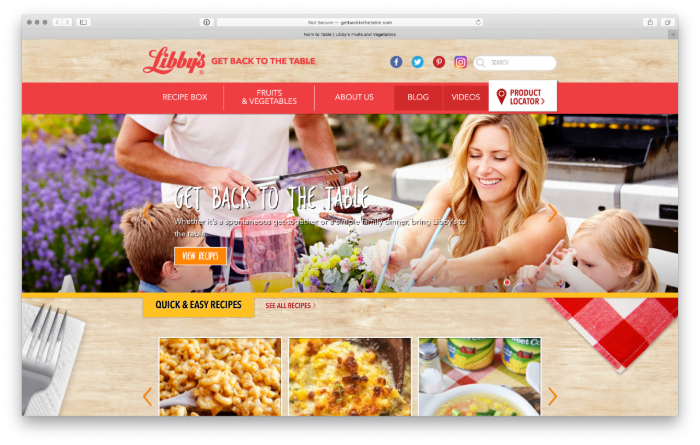 Not Secure — getbacktothetable.com
Farm to Table | Libby's Fruits and Vegetables
Libby's® GET BACK TO THE TABLE
SEARCH
RECIPE BOX
FRUITS
& VEGETABLES
ABOUT US
BLOG
VIDEOS
PRODUCT
LOCATOR >
GET BACK TO THE TABLE
Whether it's a spontaneous get-together or a simple family dinner, bring Libby's to
the table.
VIEW RECIPES
QUICK & EASY RECIPES
SEE ALL RECIPES >